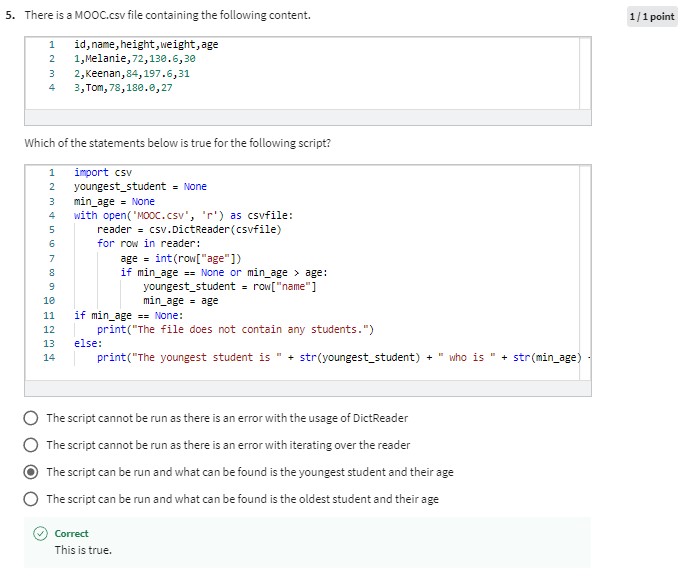 5. There is a MOOC.csv file containing the following content.
1/1 point
1 id,name,height,weight,age
2 1,Melanie,72,130.6,30
3 2,Keenan,84,197.6,31
4 3,Tom,78,180.0,27
Which of the statements below is true for the following script?
1 import csv
2 youngest_student = None
3 min_age = None
4 with open('MOOC.csv', 'r') as csvfile:
5 reader = csv.DictReader(csvfile)
6 for row in reader:
7 age = int(row["age"])
8 if min_age == None or min_age > age:
9 youngest_student = row["name"]
10 min_age = age
11 if min_age == None:
12 print("The file does not contain any students.")
13 else:
14 print("The youngest student is " + str(youngest_student) + " who is " + str(min_age)
The script cannot be run as there is an error with the usage of DictReader
The script cannot be run as there is an error with iterating over the reader
The script can be run and what can be found is the youngest student and their age
The script can be run and what can be found is the oldest student and their age
Correct
This is true.